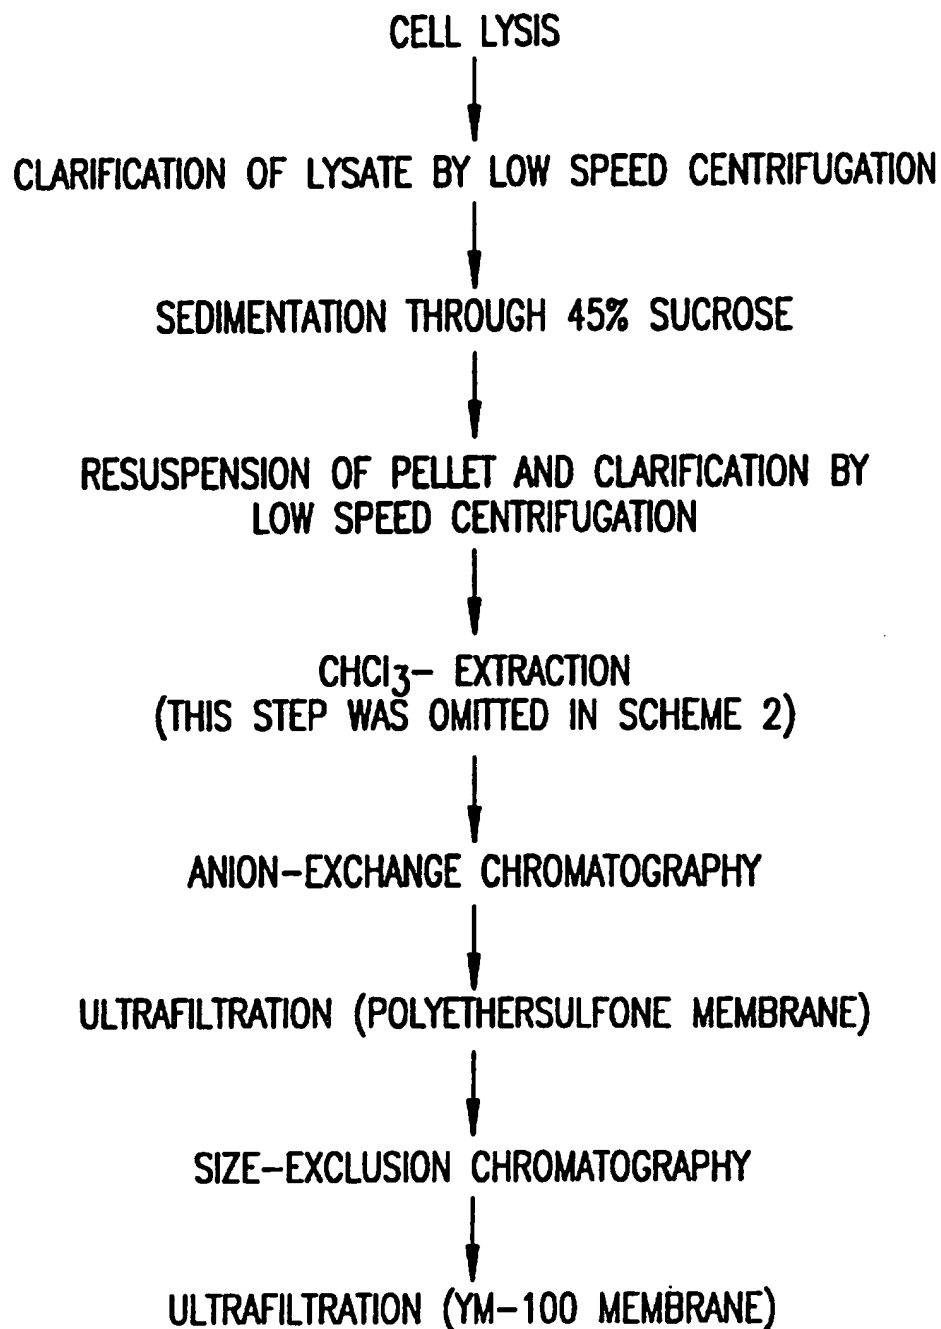 CELL LYSIS
CLARIFICATION OF LYSATE BY LOW SPEED CENTRIFUGATION
SEDIMENTATION THROUGH 45% SUCROSE
RESUSPENSION OF PELLET AND CLARIFICATION BY
LOW SPEED CENTRIFUGATION
CHCl3- EXTRACTION
(THIS STEP WAS OMITTED IN SCHEME 2)
ANION-EXCHANGE CHROMATOGRAPHY
ULTRAFILTRATION (POLYETHERSULFONE MEMBRANE)
SIZE-EXCLUSION CHROMATOGRAPHY
ULTRAFILTRATION (YM-100 MEMBRANE)